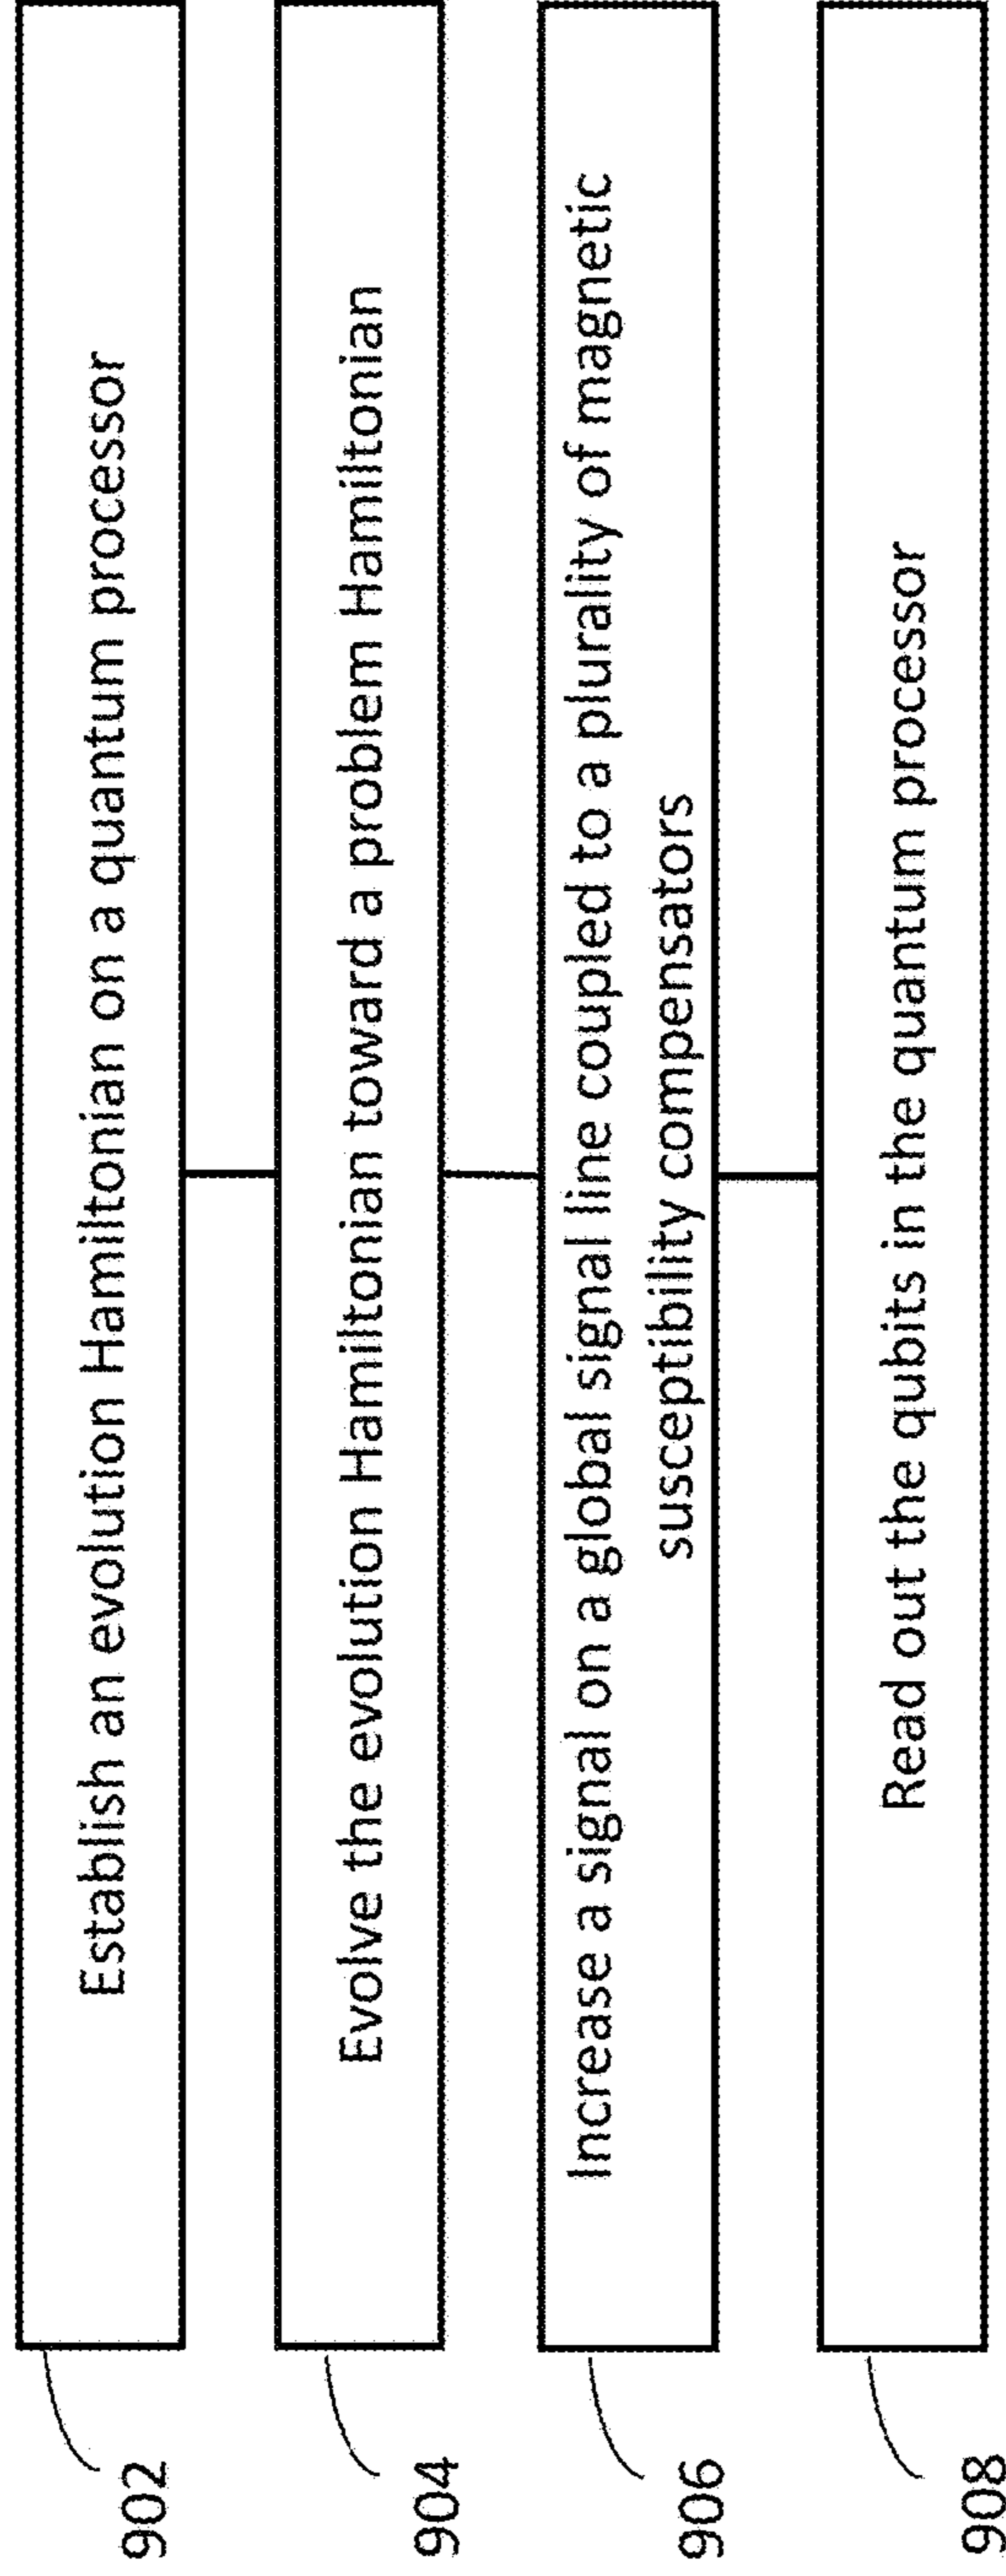 902
Establish an evolution Hamiltonian on a quantum processor
904
Evolve the evolution Hamiltonian toward a problem Hamiltonian
906
Increase a signal on a global signal line coupled to a plurality of magnetic
susceptibility compensators
908
Read out the qubits in the quantum processor